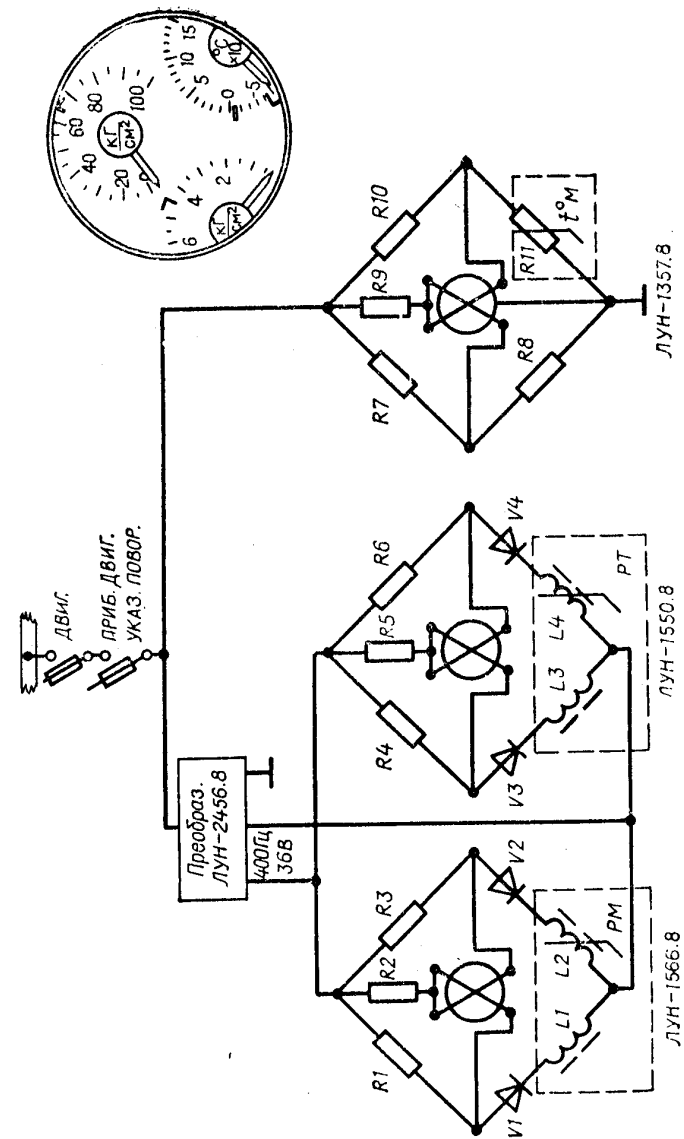 20
40
60
80
100
КГ
СМ²
0
6
4
2
КГ
СМ²
15
10
5
0
-5
°C
×10
ДВИГ.
ПРИБ. ДВИГ.
УКАЗ. ПОВОР.
Преобраз.
ЛУН-2456.8
400Гц
36В
R1
R2
R3
V1
V2
L1
L2
РМ
ЛУН-1566.8
R4
R5
R6
V3
V4
L3
L4
РТ
ЛУН-1550.8
R7
R9
R10
R8
R11
t°М
ЛУН-1357.8